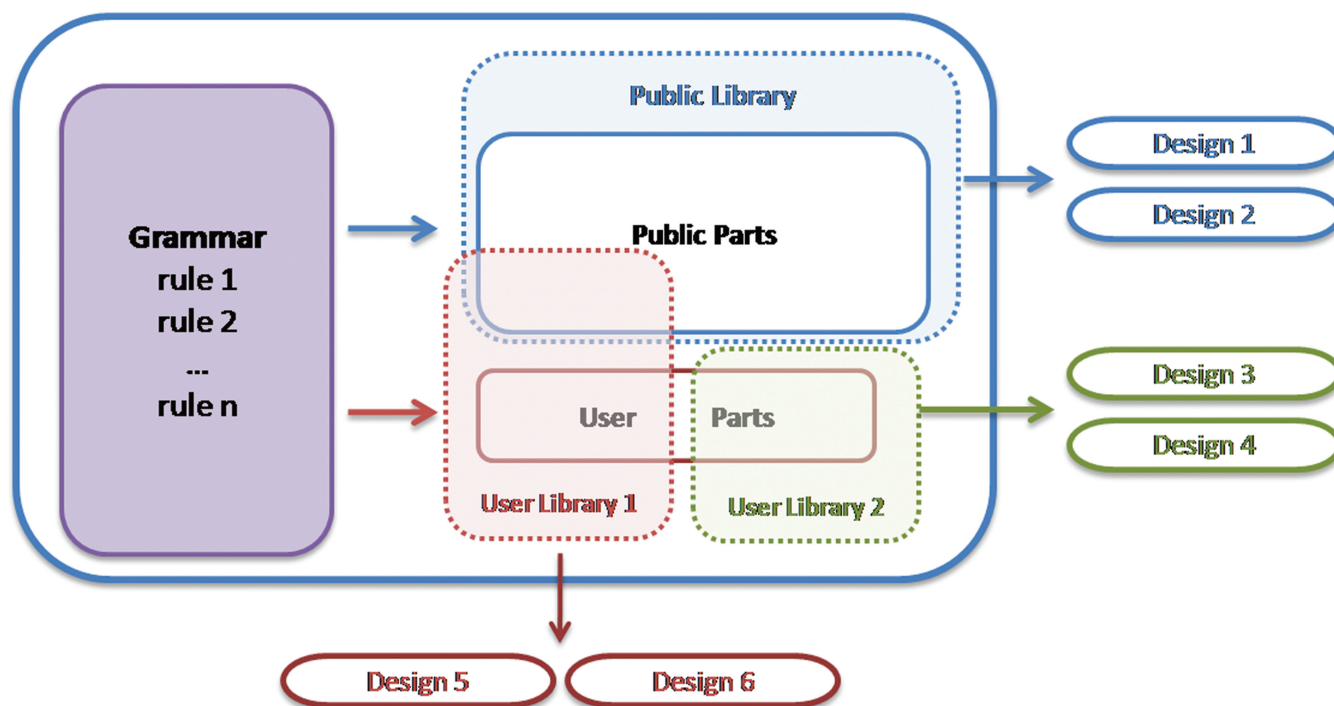 Grammar
rule 1
rule 2
...
rule n
Public Library
Public Parts
User Parts
User Library 1
User Library 2
Design 1
Design 2
Design 3
Design 4
Design 5
Design 6